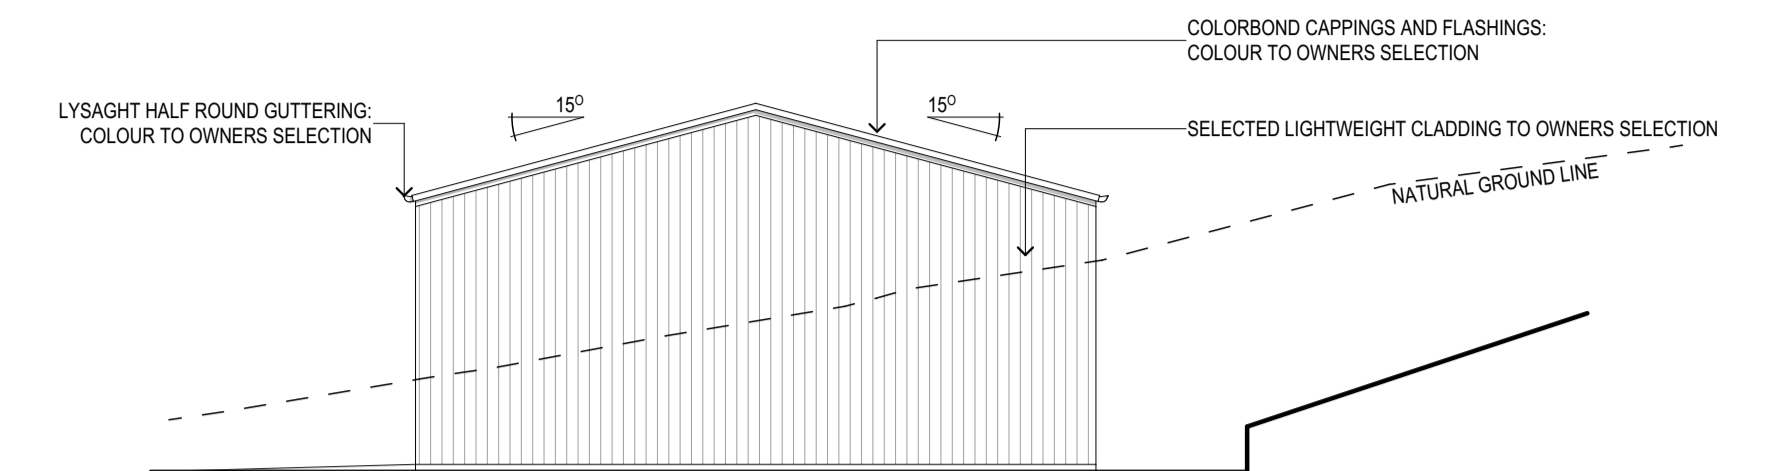 COLORBOND CAPPINGS AND FLASHINGS:
COLOUR TO OWNERS SELECTION
LYSAGHT HALF ROUND GUTTERING:
COLOUR TO OWNERS SELECTION
15°
15°
SELECTED LIGHTWEIGHT CLADDING TO OWNERS SELECTION
NATURAL GROUND LINE